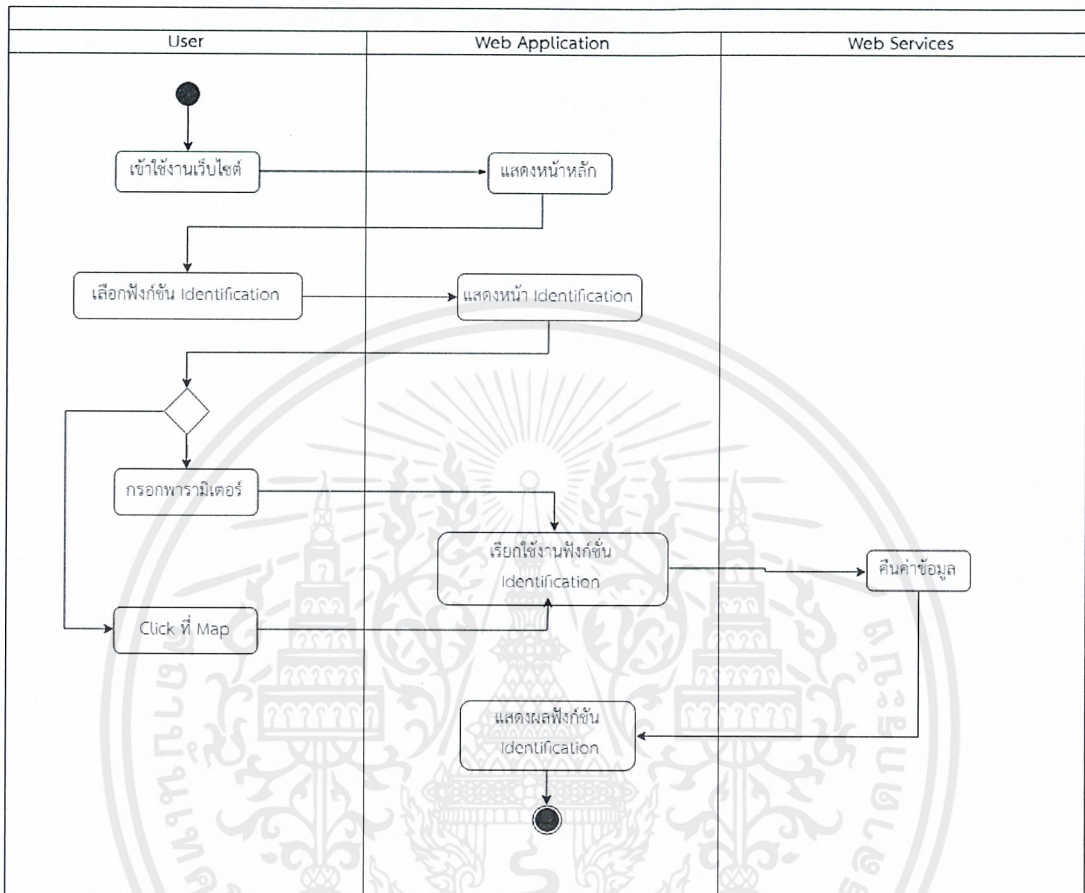 User
Web Application
Web Services
เข้าใช้งานเว็บไซต์
แสดงหน้าหลัก
เลือกฟังก์ชัน Identification
แสดงหน้า Identification
กรอกพารามิเตอร์
เรียกใช้งานฟังก์ชั่น
Identification
คืนค่าข้อมูล
Click ที่ Map
แสดงผลฟังก์ชัน
Identification